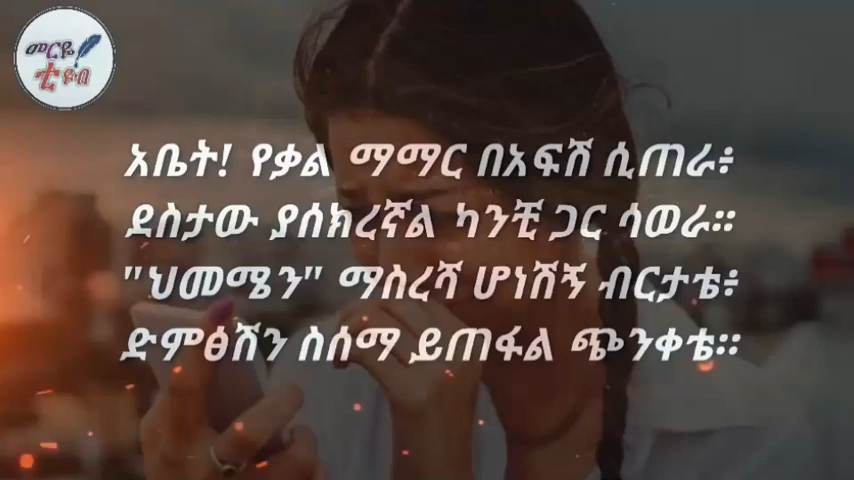 መርዬ
ቲዩብ
አቤት! የቃል ማማር በአፍሽ ሲጠራ፥
ደስታው ያሰክረኛል ካንቺ ጋር ሳወራ።
"ህመሜን" ማስረሻ ሆነሽኝ ብርታቴ፥
ድምፅሽን ስሰማ ይጠፋል ጭንቀቴ።